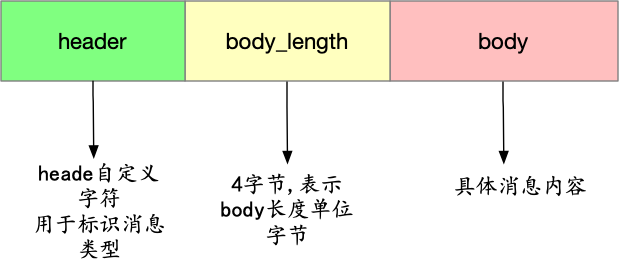 header
body_length
body
heade自定义
字符
用于标识消息
类型
4字节,表示
body长度单位
字节
具体消息内容